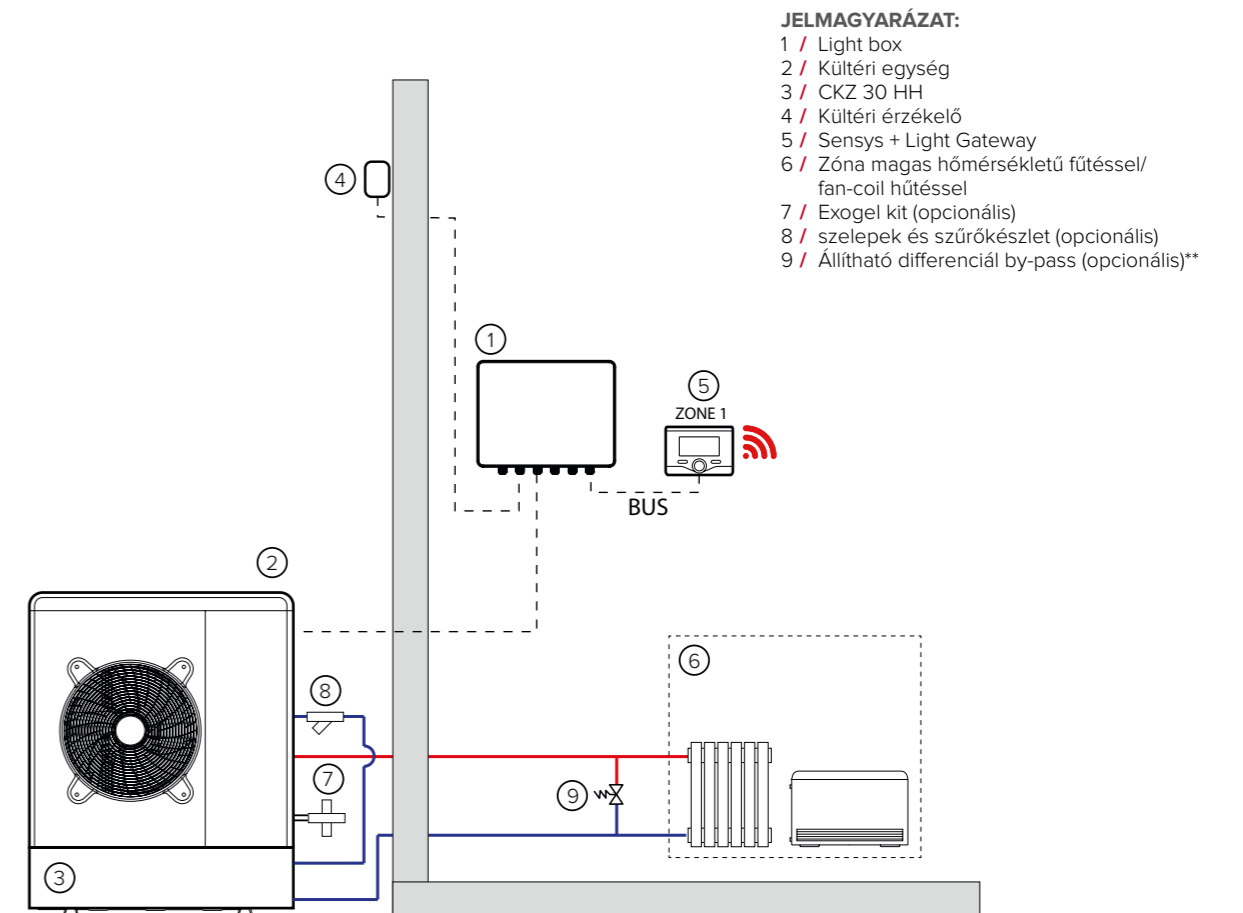 JELMAGYARÁZAT:
1 / Light box
2 / Kültéri egység
3 / CKZ 30 HH
4 / Kültéri érzékelő
5 / Sensys + Light Gateway
6 / Zóna magas hőmérsékletű fűtéssel/
fan-coil hűtéssel
7 / Exogel kit (opcionális)
8 / szelepek és szűrőkészlet (opcionális)
9 / Állítható differenciál by-pass (opcionális)**
4
1
5
ZONE 1
BUS
2
6
8
7
9
3